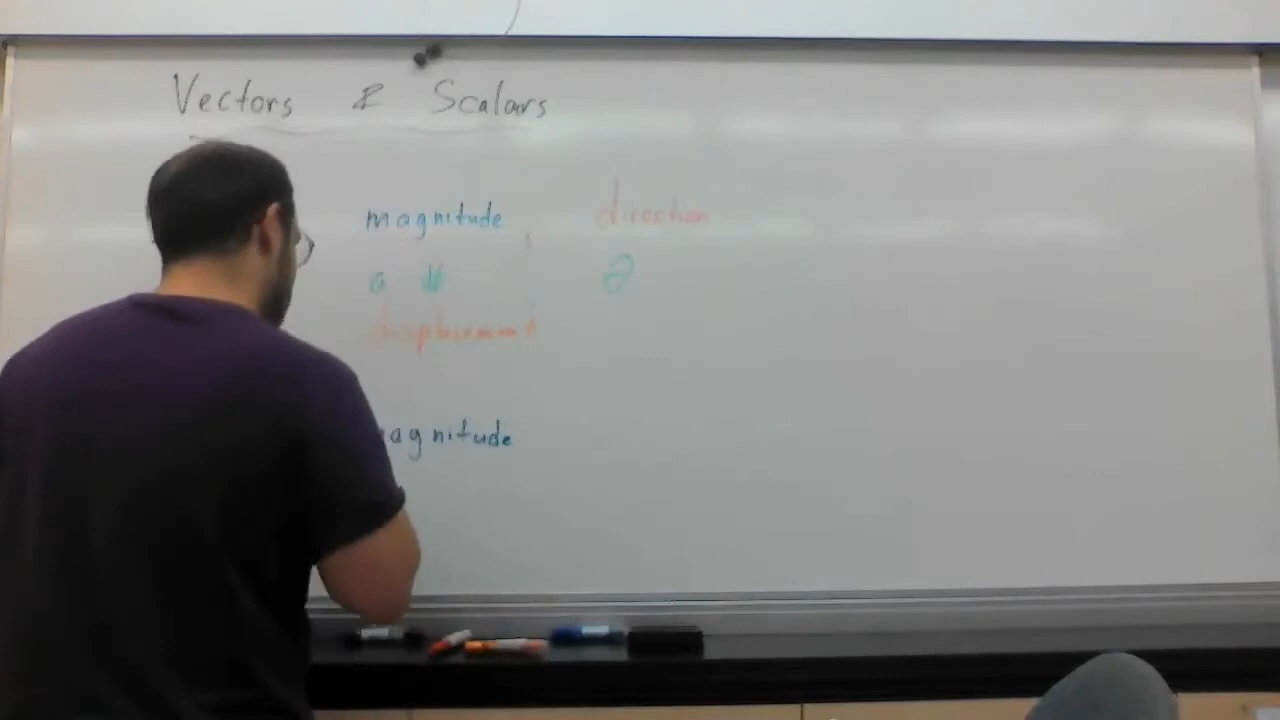 Vectors & Scalars
magnitude, direction
a # θ
displacement
agnitude